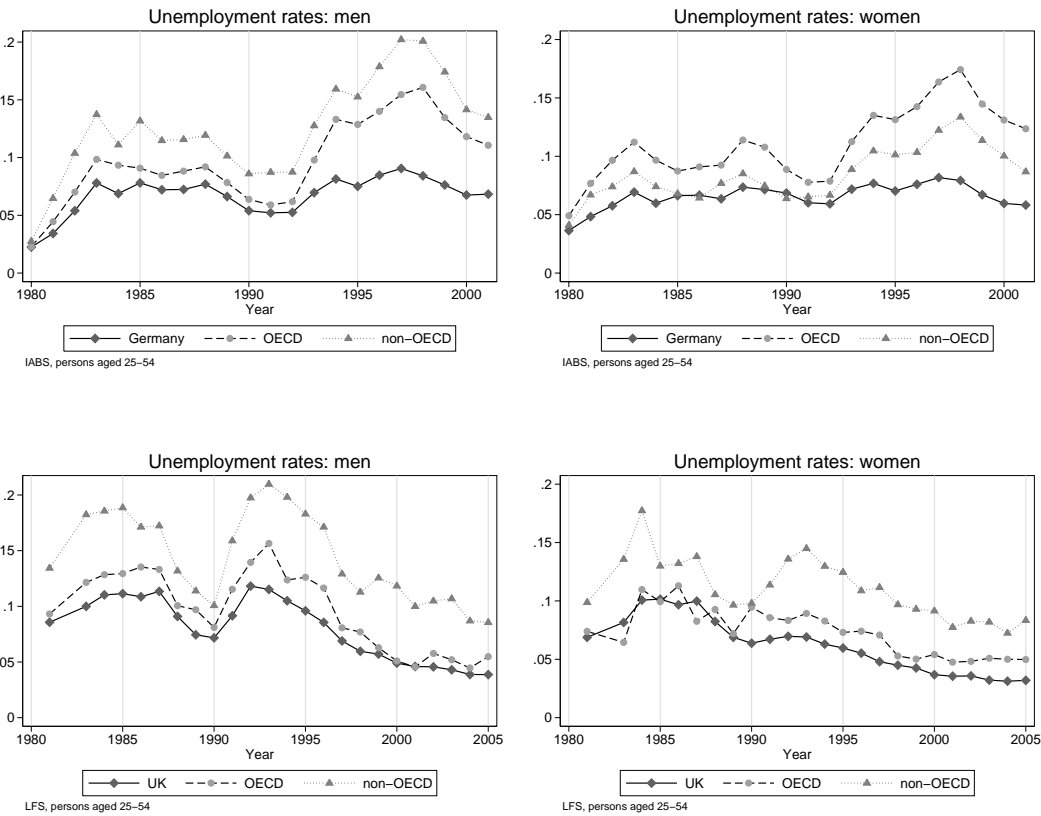 Unemployment rates: men
.2
.15
.1
.05
0
1980 1985 1990 1995 2000
Year
Germany OECD non−OECD
IABS, persons aged 25−54
Unemployment rates: women
.2
.15
.1
.05
0
1980 1985 1990 1995 2000
Year
Germany OECD non−OECD
IABS, persons aged 25−54
Unemployment rates: men
.2
.15
.1
.05
0
1980 1985 1990 1995 2000 2005
Year
UK OECD non−OECD
LFS, persons aged 25−54
Unemployment rates: women
.2
.15
.1
.05
0
1980 1985 1990 1995 2000 2005
Year
UK OECD non−OECD
LFS, persons aged 25−54